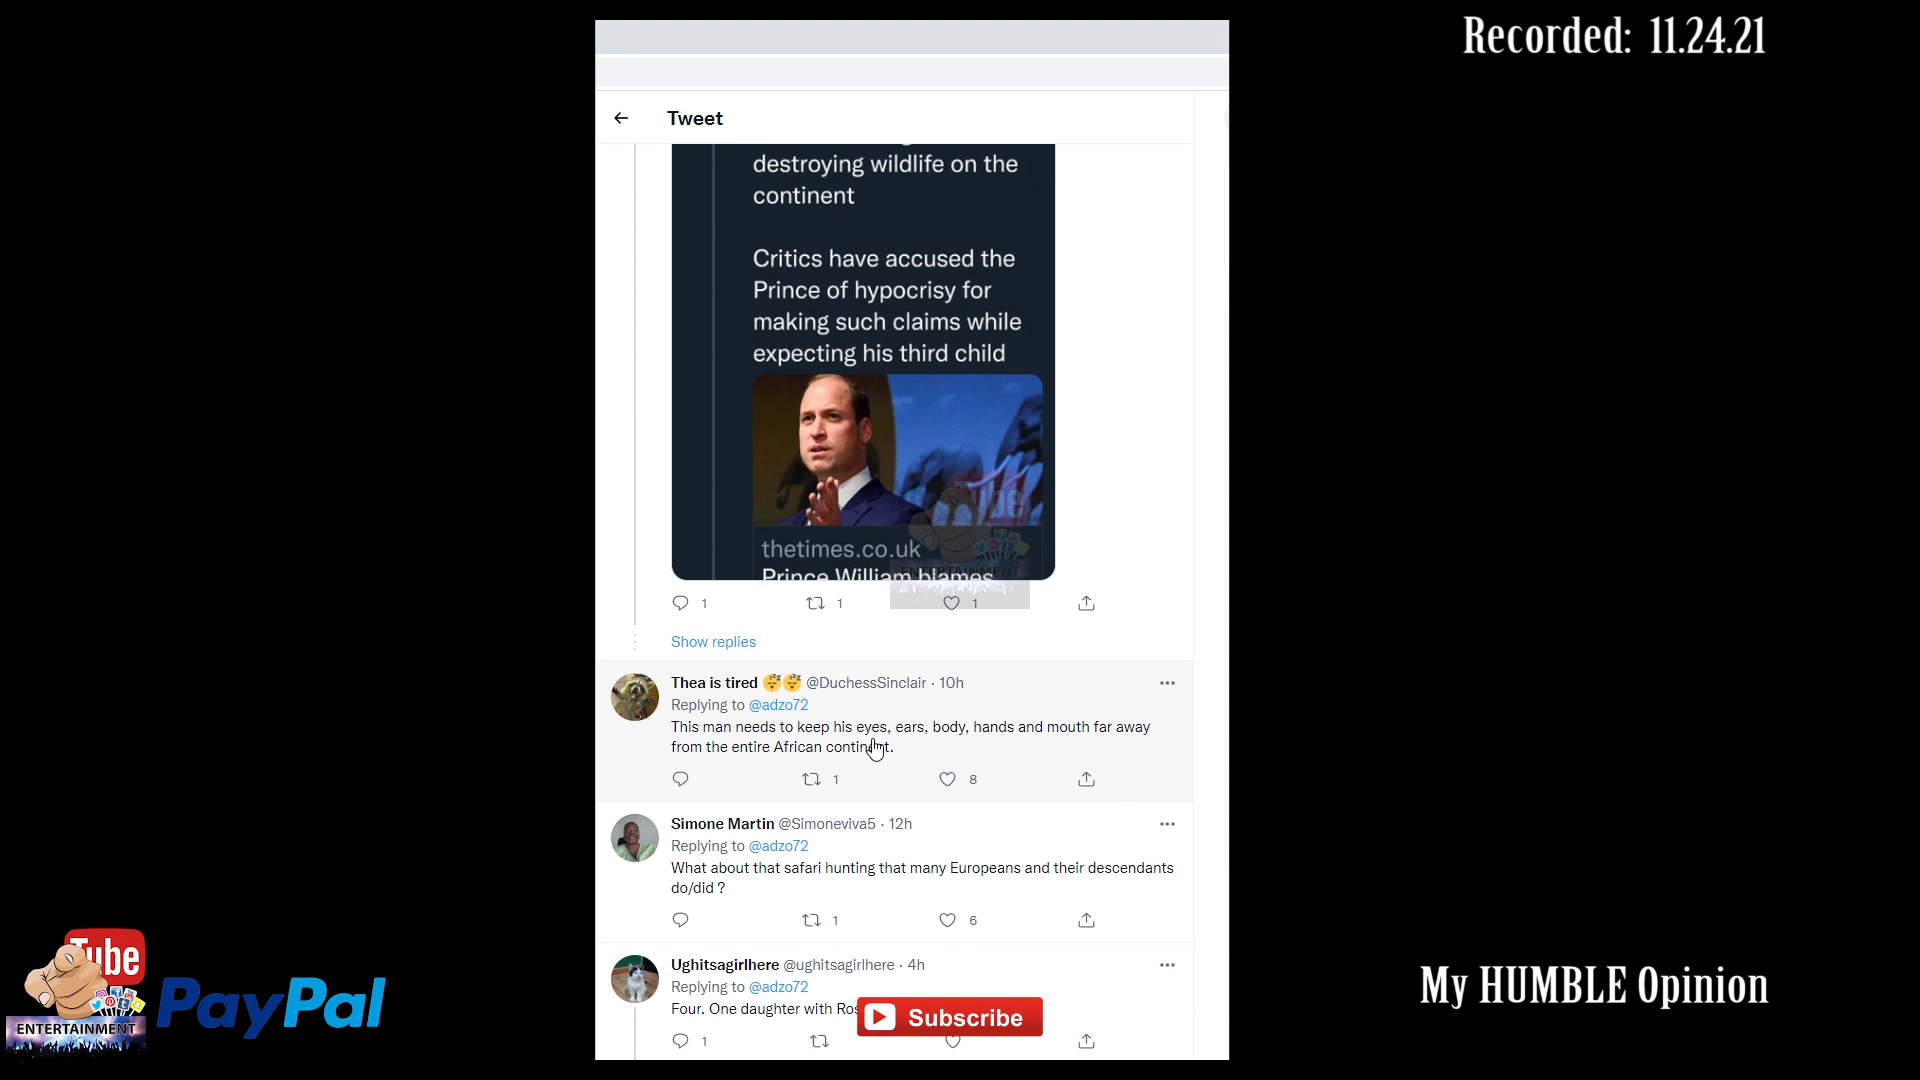 Recorded: 11.24.21
Tweet
destroying wildlife on the
continent
Critics have accused the
Prince of hypocrisy for
making such claims while
expecting his third child
thetimes.co.uk
Prince William blames
1 1 1
Show replies
Thea is tired 😴😴 @DuchessSinclair · 10h
Replying to @adzo72
This man needs to keep his eyes, ears, body, hands and mouth far away
from the entire African continent.
1 8
Simone Martin @Simoneviva5 · 12h
Replying to @adzo72
What about that safari hunting that many Europeans and their descendants
do/did ?
1 6
Ughitsagirlhere @ughitsagirlhere · 4h
Replying to @adzo72
Four. One daughter with
Subscribe
1
Tube
ENTERTAINMENT
PayPal
My HUMBLE Opinion